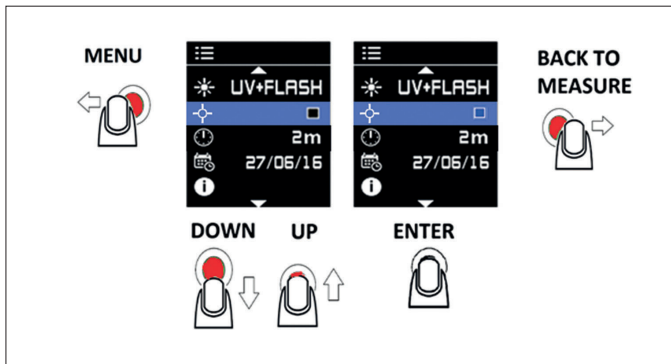 MENU
UV+FLASH
2m
27/06/16
i
UV+FLASH
2m
27/06/16
i
BACK TO
MEASURE
DOWN
UP
ENTER